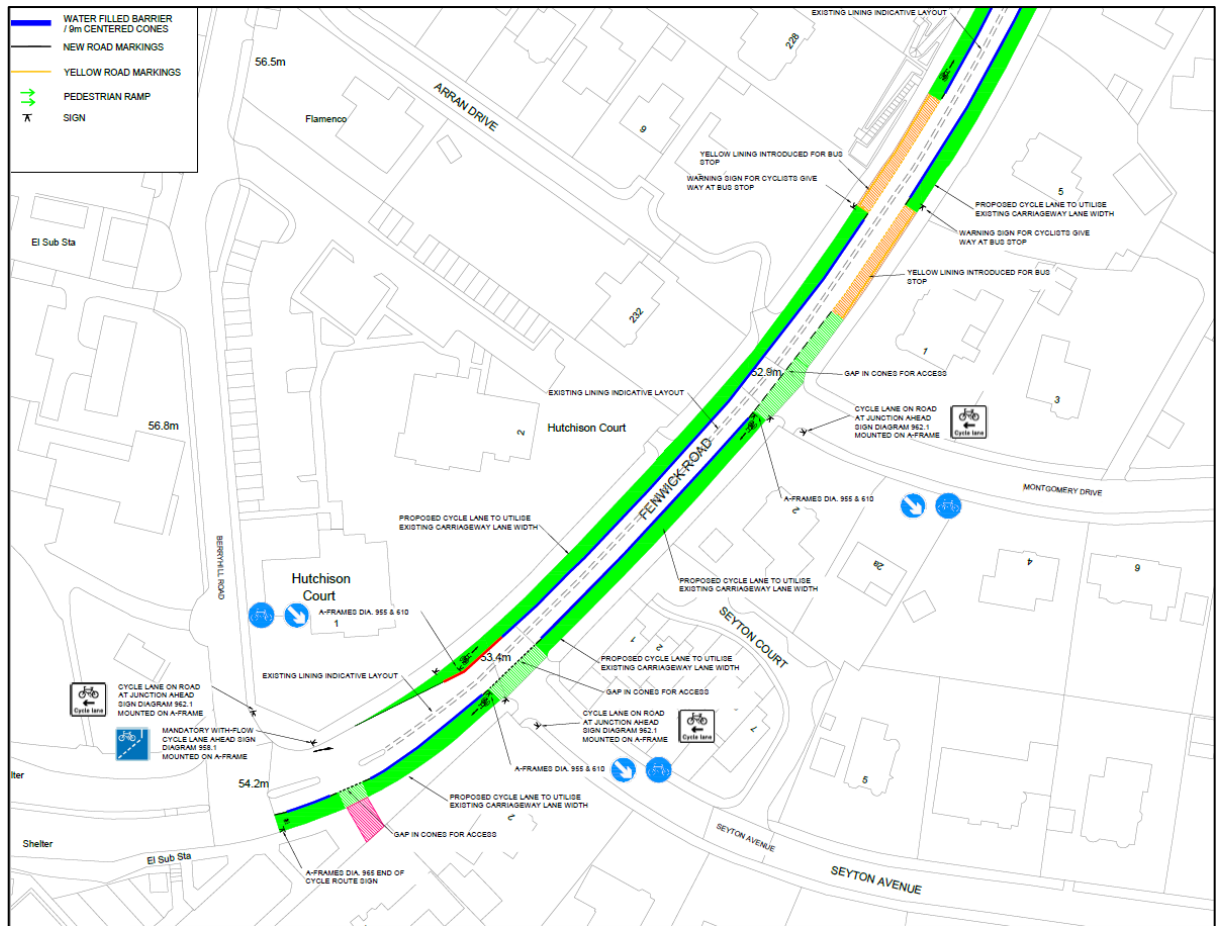 WATER FILLED BARRIER
/ 9m CENTERED CONES
NEW ROAD MARKINGS
YELLOW ROAD MARKINGS
PEDESTRIAN RAMP
SIGN
EXISTING LINING INDICATIVE LAYOUT
228
56.5m
ARRAN DRIVE
Flamenco
9
YELLOW LINING INTRODUCED FOR BUS
STOP
WARNING SIGN FOR CYCLISTS GIVE
WAY AT BUS STOP
5
PROPOSED CYCLE LANE TO UTILISE
EXISTING CARRIAGEWAY LANE WIDTH
WARNING SIGN FOR CYCLISTS GIVE
WAY AT BUS STOP
El Sub Sta
YELLOW LINING INTRODUCED FOR BUS
STOP
232
1
52.9m
GAP IN CONES FOR ACCESS
EXISTING LINING INDICATIVE LAYOUT
3
CYCLE LANE ON ROAD
AT JUNCTION AHEAD
SIGN DIAGRAM 962.1
MOUNTED ON A-FRAME
Cycle lane
56.8m
2
Hutchison Court
FENWICK ROAD
MONTGOMERY DRIVE
A-FRAMES DIA. 955 & 610
2
PROPOSED CYCLE LANE TO UTILISE
EXISTING CARRIAGEWAY LANE WIDTH
BERRYHILL ROAD
2a
4
6
Hutchison
Court
1
PROPOSED CYCLE LANE TO UTILISE
EXISTING CARRIAGEWAY LANE WIDTH
A-FRAMES DIA. 955 & 610
SEYTON COURT
1
2
53.4m
PROPOSED CYCLE LANE TO UTILISE
EXISTING CARRIAGEWAY LANE WIDTH
EXISTING LINING INDICATIVE LAYOUT
GAP IN CONES FOR ACCESS
CYCLE LANE ON ROAD
AT JUNCTION AHEAD
SIGN DIAGRAM 962.1
MOUNTED ON A-FRAME
Cycle lane
CYCLE LANE ON ROAD
AT JUNCTION AHEAD
SIGN DIAGRAM 962.1
MOUNTED ON A-FRAME
Cycle lane
7
MANDATORY WITH-FLOW
CYCLE LANE AHEAD SIGN
DIAGRAM 958.1
MOUNTED ON A-FRAME
A-FRAMES DIA. 955 & 610
5
lter
54.2m
PROPOSED CYCLE LANE TO UTILISE
EXISTING CARRIAGEWAY LANE WIDTH
2
GAP IN CONES FOR ACCESS
SEYTON AVENUE
Shelter
El Sub Sta
A-FRAMES DIA. 965 END OF
CYCLE ROUTE SIGN
SEYTON AVENUE